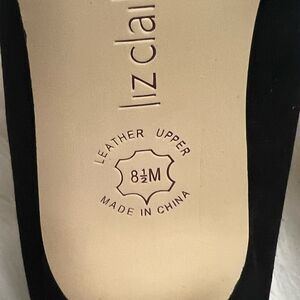 liz clai
LEATHER UPPER
8½M
MADE IN CHINA